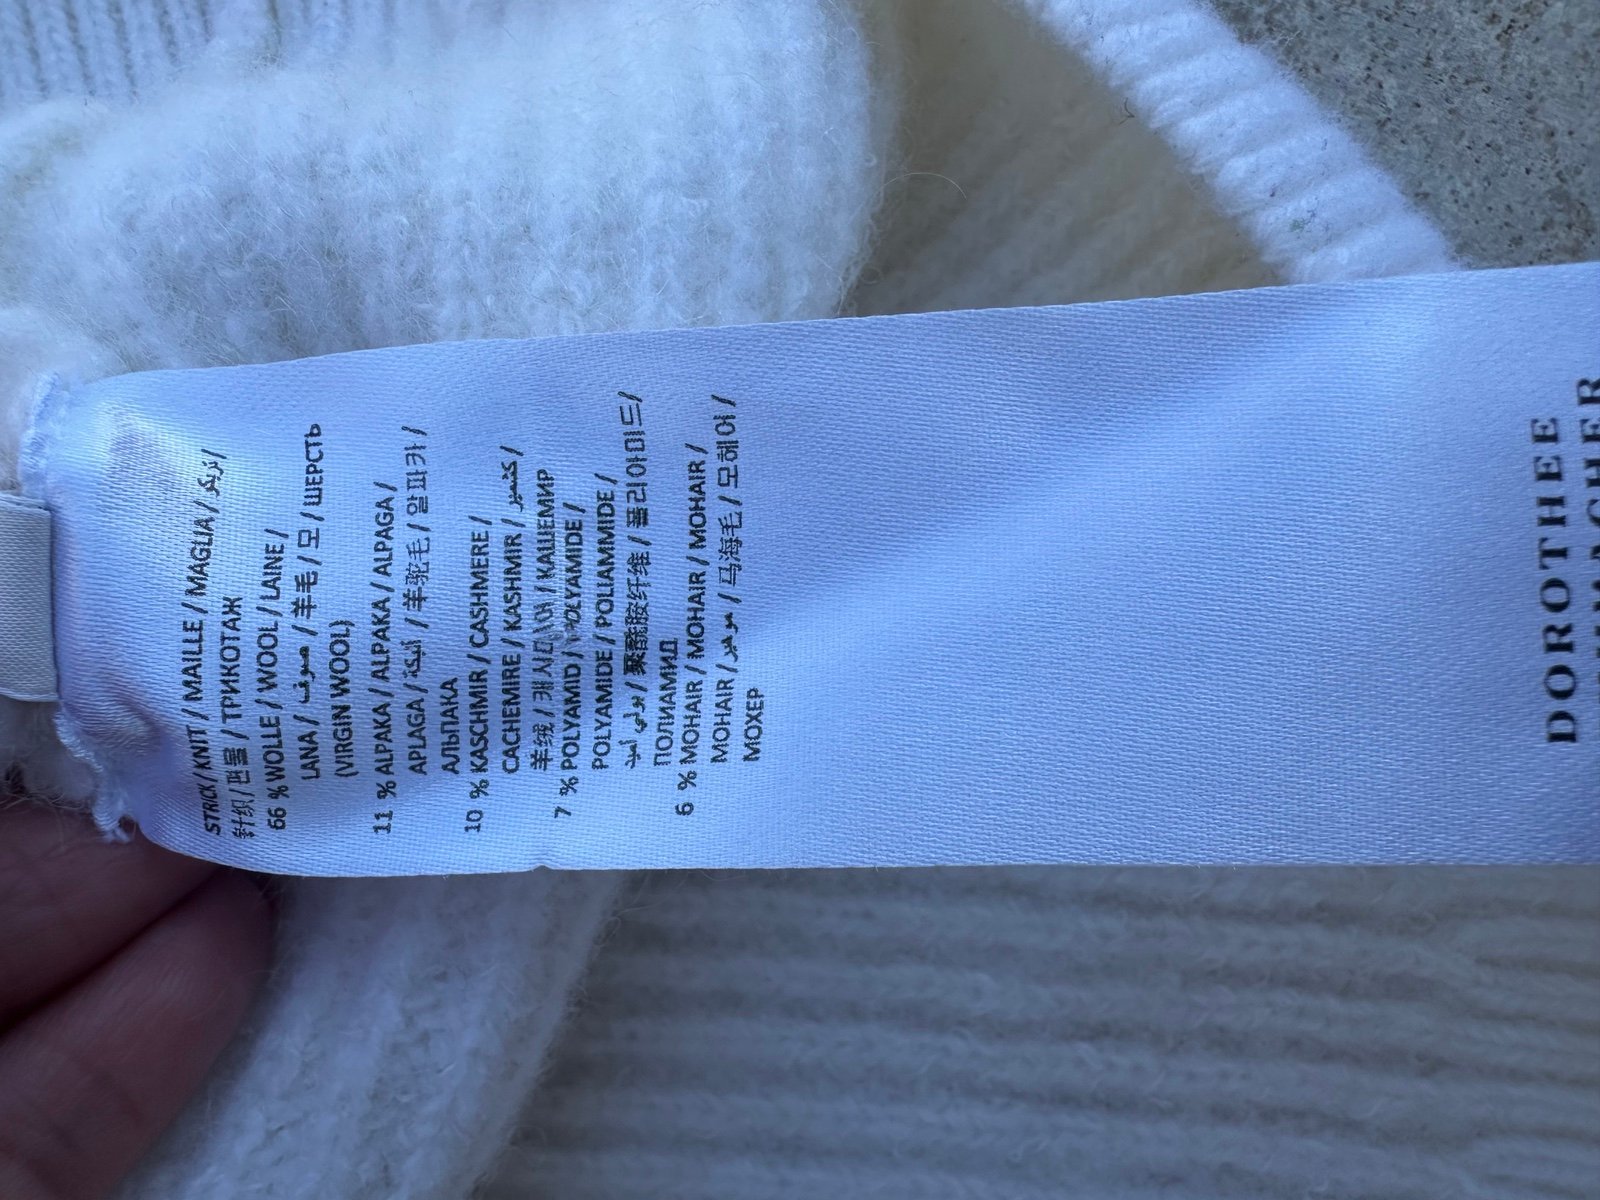 STRICK / KNIT / MAILLE / MAGLIA / تريكو /
针织 / 편물 / ТРИКОТАЖ
66 % WOLLE / WOOL / LAINE /
LANA / صوف / 羊毛 / 모 / ШЕРСТЬ
(VIRGIN WOOL)
11 % ALPAKA / ALPAKA / ALPAGA /
APLAGA / ألبكة / 羊驼毛 / 알파카 /
АЛЬПАКА
10 % KASCHMIR / CASHMERE /
CACHEMIRE / KASHMIR / كشمير /
羊绒 / 캐시미어 / КАШЕМИР
7 % POLYAMID / POLYAMIDE /
POLYAMIDE / POLIAMMIDE /
聚酰胺纤维 / 폴리아미드 /
ПОЛИАМИД
6 % MOHAIR / MOHAIR / MOHAIR /
MOHAIR / موهير / 马海毛 / 모헤어 /
МОХЕР
DOROTHEE